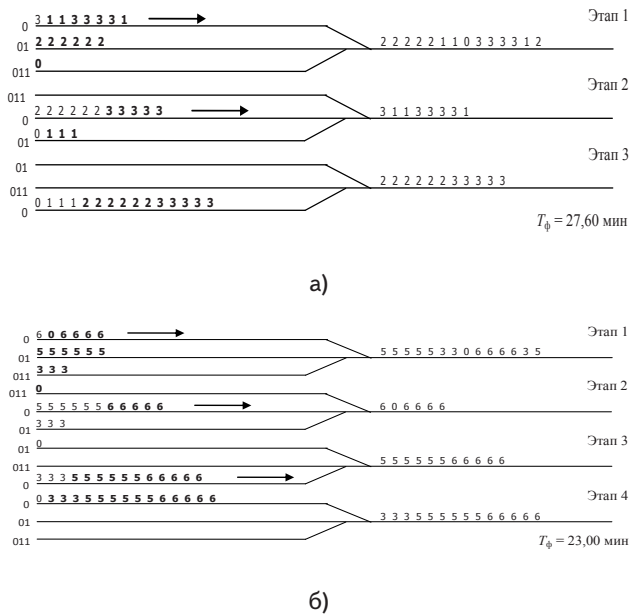 0 3 1 1 3 3 3 3 1 Этап 1
01 2 2 2 2 2 2 2 2 2 2 2 1 1 0 3 3 3 3 1 2
011 0
011 Этап 2
0 2 2 2 2 2 2 3 3 3 3 3 3 1 1 3 3 3 3 1
01 0 1 1 1
01 Этап 3
011 2 2 2 2 2 2 3 3 3 3 3
0 0 1 1 1 2 2 2 2 2 2 3 3 3 3 3
Tф = 27,60 мин
а)
0 6 0 6 6 6 6 Этап 1
01 5 5 5 5 5 5 5 5 5 5 5 3 3 0 6 6 6 6 3 5
011 3 3 3
011 0 Этап 2
0 5 5 5 5 5 5 6 6 6 6 6 6 0 6 6 6 6
01 3 3 3
01 0 Этап 3
011 5 5 5 5 5 5 6 6 6 6 6
0 3 3 3 5 5 5 5 5 5 6 6 6 6 6
0 0 3 3 3 5 5 5 5 5 5 6 6 6 6 6 Этап 4
01 3 3 3 5 5 5 5 5 5 6 6 6 6 6
011 Tф = 23,00 мин
б)